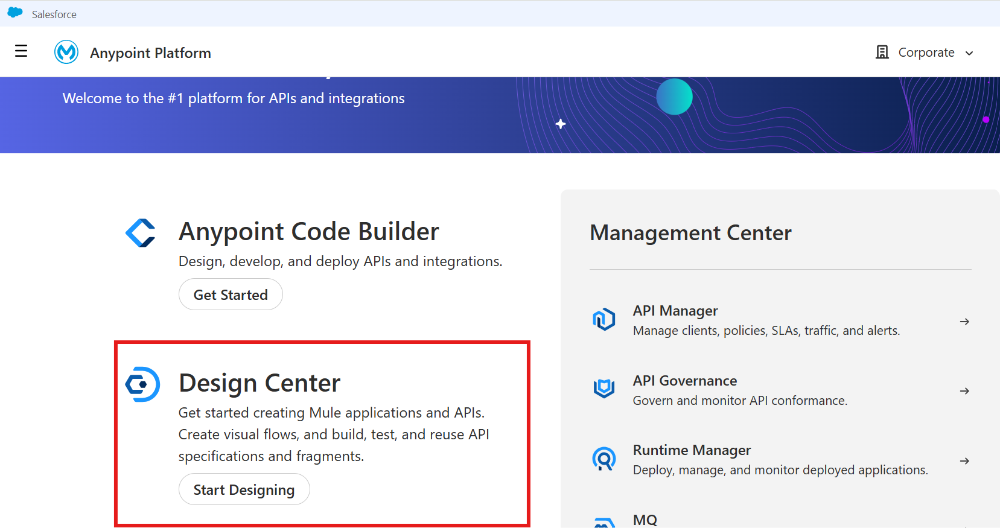 Salesforce
Anypoint Platform
Corporate
Welcome to the #1 platform for APIs and integrations
Anypoint Code Builder
Design, develop, and deploy APIs and integrations.
Get Started
Design Center
Get started creating Mule applications and APIs.
Create visual flows, and build, test, and reuse API
specifications and fragments.
Start Designing
Management Center
API Manager
Manage clients, policies, SLAs, traffic, and alerts.
API Governance
Govern and monitor API conformance.
Runtime Manager
Deploy, manage, and monitor deployed applications.
MQ